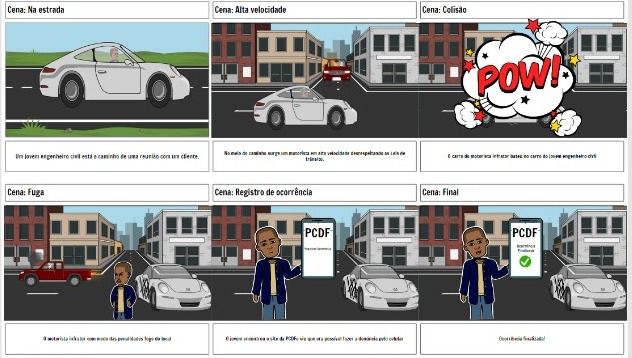 Cena: Na estrada
Cena: Alta velocidade
Cena: Colisão
POW!
Um jovem engenheiro civil está a caminho de uma reunião com um cliente.
No meio do caminho surge um motorista em alta velocidade desrespeitando as Leis de
trânsito.
O carro do motorista infrator bateu no carro do jovem engenheiro civil
Cena: Fuga
Cena: Registro de ocorrência
Cena: Final
PCDF
Registrar Ocorrência
PCDF
Ocorrência
Finalizada
O motorista infrator com medo das penalidades foge do local
O jovem encontrou o site da PCDF e viu que era possível fazer a denúncia pelo celular
Ocorrência finalizada!